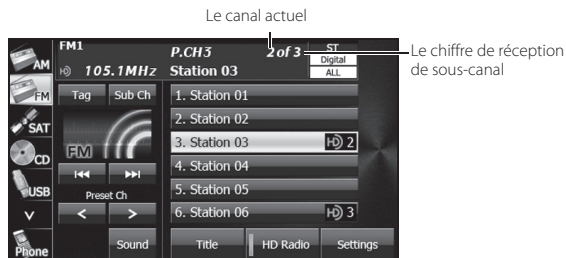 Le canal actuel
Le chiffre de réception
de sous-canal
AM
FM
SAT
CD
USB
Phone
FM1
P.CH3
2 of 3
ST
Digital
ALL
HD 105.1MHz
Station 03
Tag
Sub Ch
FM
Preset Ch
<
>
Sound
1. Station 01
2. Station 02
3. Station 03 HD 2
4. Station 04
5. Station 05
6. Station 06 HD 3
Title
HD Radio
Settings